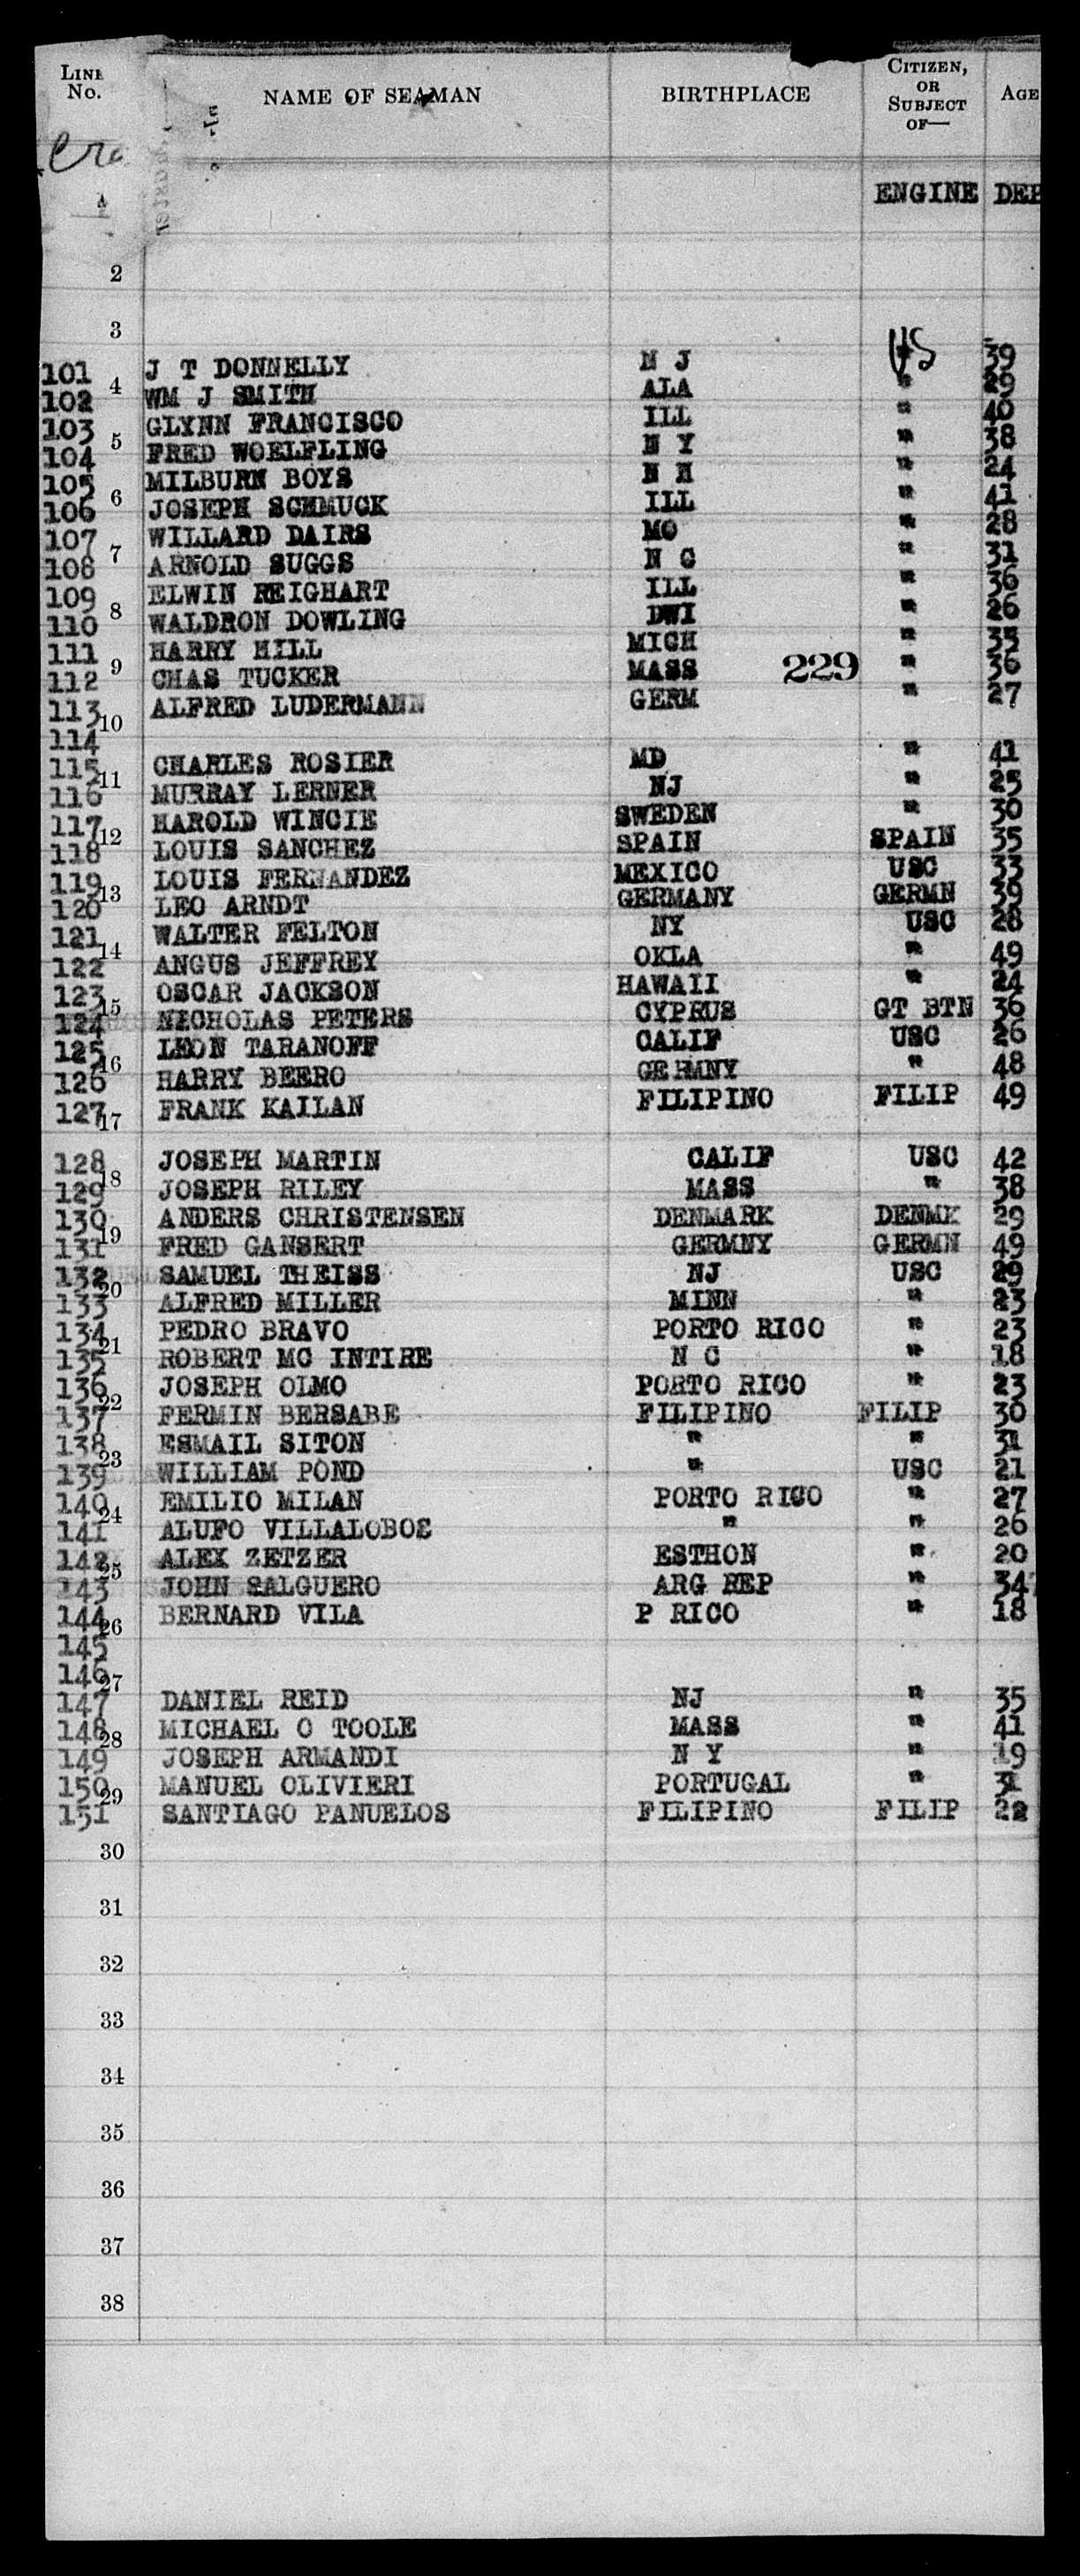 LINE No. NAME OF SEAMAN BIRTHPLACE CITIZEN, OR SUBJECT OF— AGE
ENGINE DEP
2
3
101 J T DONNELLY N J US 39
4
102 WM J SMITH ALA " 29
103 GLYNN FRANCISCO ILL " 40
5
104 FRED WOELFLING N Y " 38
105 MILBURN BOYS N H " 24
6
106 JOSEPH SCHMUCK ILL " 41
107 WILLARD DAIRS MO " 28
7
108 ARNOLD SUGGS N C " 31
109 ELWIN REIGHART ILL " 36
8
110 WALDRON DOWLING DWI " 26
111 HARRY HILL MICH " 35
9
112 CHAS TUCKER MASS 229 " 36
113 ALFRED LUDERMANN GERM " 27
10
114
115 CHARLES ROSIER MD " 41
11
116 MURRAY LERNER NJ " 25
117 HAROLD WINCIE SWEDEN " 30
12
118 LOUIS SANCHEZ SPAIN SPAIN 35
119 LOUIS FERNANDEZ MEXICO USC 33
13
120 LEO ARNDT GERMANY GERMN 39
121 WALTER FELTON NY USC 28
14
122 ANGUS JEFFREY OKLA " 49
123 OSCAR JACKSON HAWAII " 24
15
124 NICHOLAS PETERS CYPRUS GT BTN 36
125 LEON TARANOFF CALIF USC 26
16
126 HARRY BEERO GERMNY " 48
127 FRANK KAILAN FILIPINO FILIP 49
17
128 JOSEPH MARTIN CALIF USC 42
18
129 JOSEPH RILEY MASS " 38
130 ANDERS CHRISTENSEN DENMARK DENMK 29
19
131 FRED GANSERT GERMNY GERMN 49
132 SAMUEL THEISS NJ USC 29
20
133 ALFRED MILLER MINN " 23
134 PEDRO BRAVO PORTO RICO " 23
21
135 ROBERT MC INTIRE N C " 18
136 JOSEPH OLMO PORTO RICO " 23
22
137 FERMIN BERSABE FILIPINO FILIP 30
138 ESMAIL SITON " " 31
23
139 WILLIAM POND " USC 21
140 EMILIO MILAN PORTO RICO " 27
24
141 ALUFO VILLALOBOS " " 26
142 ALEX ZETZER ESTHON " 20
25
143 JOHN SALGUERO ARG REP " 34
144 BERNARD VILA P RICO " 18
26
145
146
27
147 DANIEL REID NJ " 35
148 MICHAEL O TOOLE MASS " 41
28
149 JOSEPH ARMANDI N Y " 19
150 MANUEL OLIVIERI PORTUGAL " 31
29
151 SANTIAGO PANUELOS FILIPINO FILIP 22
30
31
32
33
34
35
36
37
38